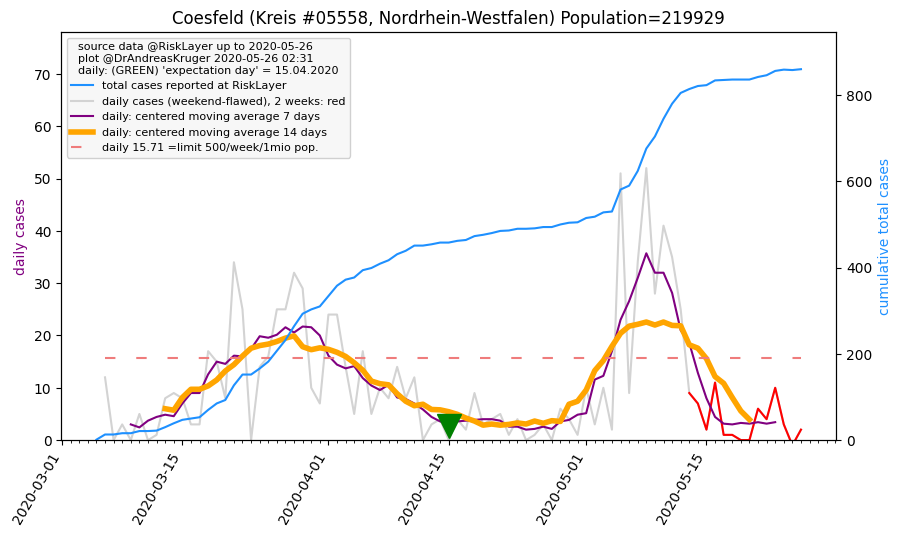 Coesfeld (Kreis #05558, Nordrhein-Westfalen) Population=219929
source data @RiskLayer up to 2020-05-26
plot @DrAndreasKruger 2020-05-26 02:31
daily: (GREEN) 'expectation day' = 15.04.2020
total cases reported at RiskLayer
daily cases (weekend-flawed), 2 weeks: red
daily: centered moving average 7 days
daily: centered moving average 14 days
daily 15.71 =limit 500/week/1mio pop.
daily cases
70
60
50
40
30
20
10
0
cumulative total cases
800
600
400
200
0
2020-03-01
2020-03-15
2020-04-01
2020-04-15
2020-05-01
2020-05-15